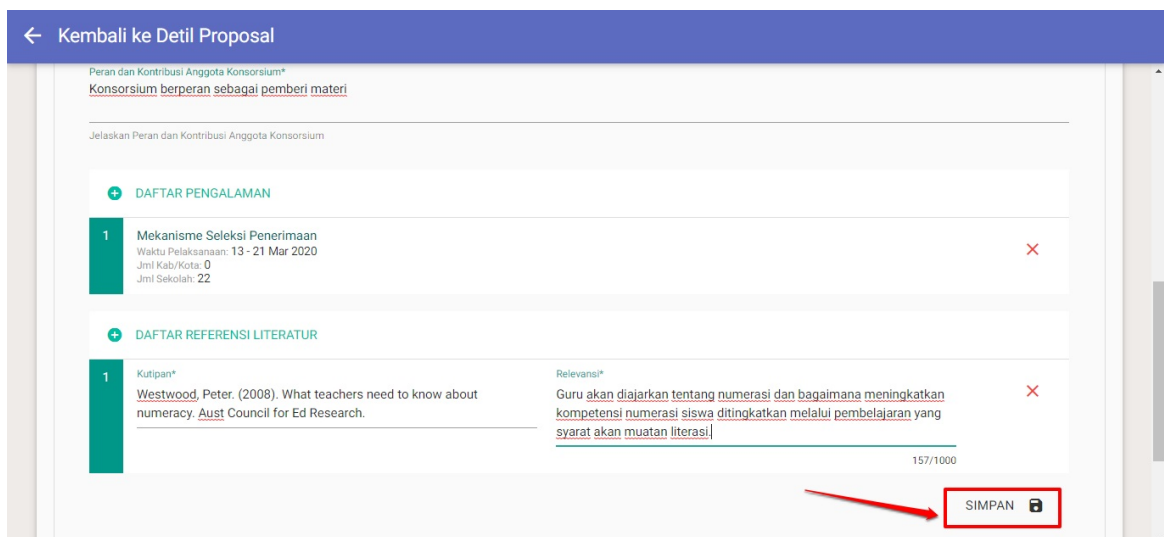 Kembali ke Detil Proposal
Peran dan Kontribusi Anggota Konsorsium*
Konsorsium berperan sebagai pemberi materi
Jelaskan Peran dan Kontribusi Anggota Konsorsium
DAFTAR PENGALAMAN
1
Mekanisme Seleksi Penerimaan
Waktu Pelaksanaan: 13 - 21 Mar 2020
Jml Kab/Kota: 0
Jml Sekolah: 22
DAFTAR REFERENSI LITERATUR
1
Kutipan*
Westwood, Peter. (2008). What teachers need to know about
numeracy. Aust Council for Ed Research.
Relevansi*
Guru akan diajarkan tentang numerasi dan bagaimana meningkatkan
kompetensi numerasi siswa ditingkatkan melalui pembelajaran yang
syarat akan muatan literasi.
157/1000
SIMPAN